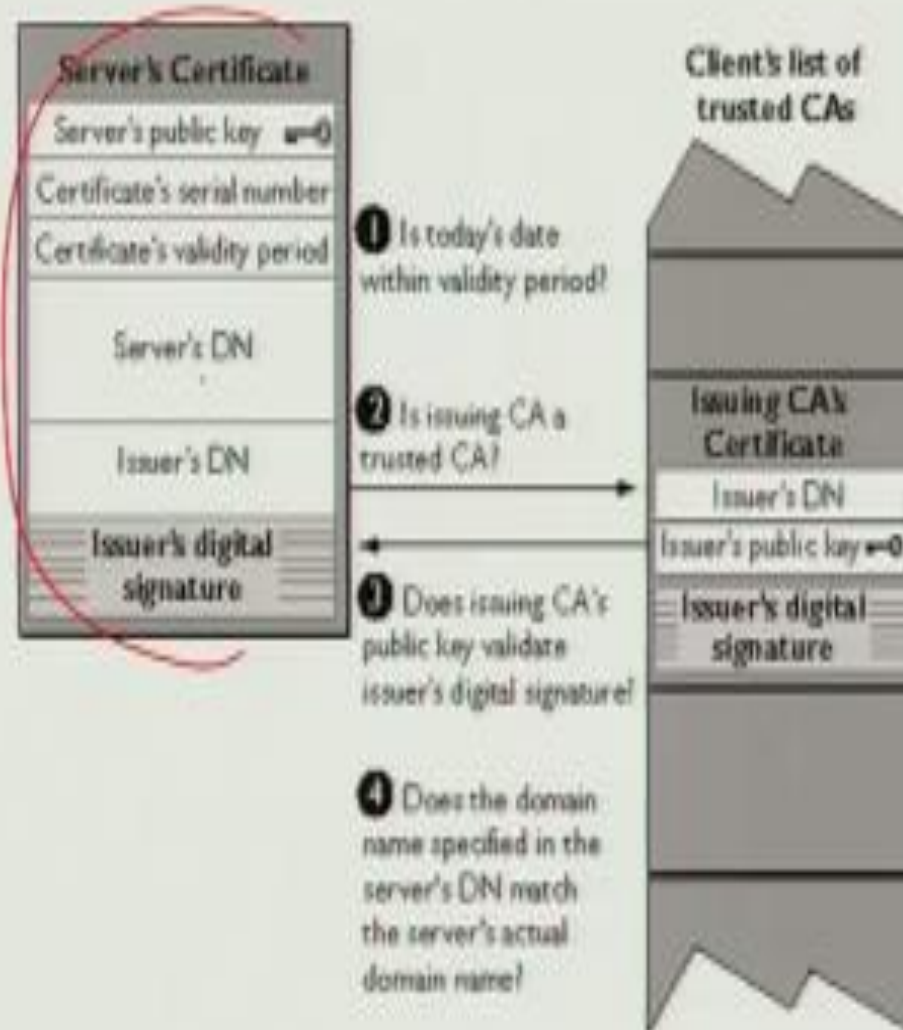 Server's Certificate
Server's public key
Certificate's serial number
Certificate's validity period
Server's DN
Issuer's DN
Issuer's digital
signature
1 Is today's date
within validity period?
2 Is issuing CA a
trusted CA?
3 Does issuing CA's
public key validate
issuer's digital signature?
4 Does the domain
name specified in the
server's DN match
the server's actual
domain name?
Client's list of
trusted CAs
Issuing CA's
Certificate
Issuer's DN
Issuer's public key
Issuer's digital
signature